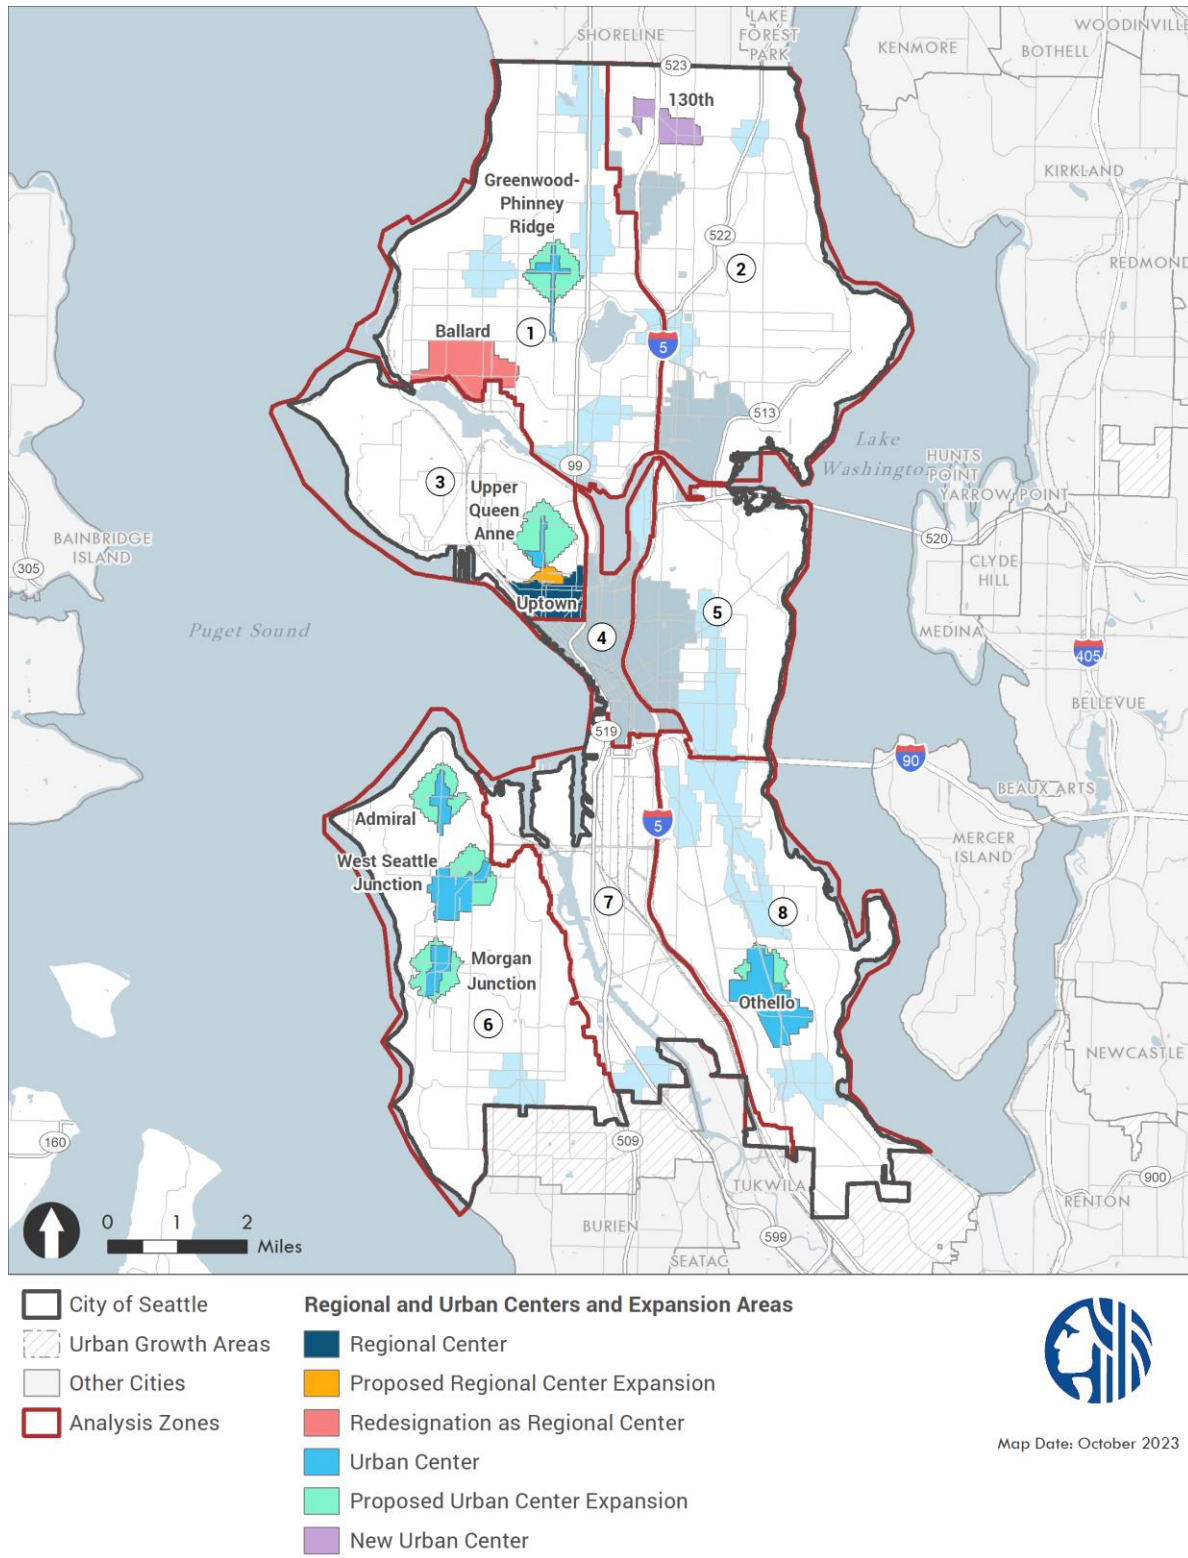 WOODINVILLE
LAKE
FOREST
PARK
SHORELINE
KENMORE
BOTHELL
523
130th
KIRKLAND
Greenwood-
Phinney
Ridge
522
2
REDMOND
Ballard
1
5
513
Lake
Washington
HUNTS
POINT
YARROW POINT
99
3
Upper
Queen
Anne
520
BAINBRIDGE
ISLAND
305
CLYDE
HILL
Uptown
5
Puget Sound
4
MEDINA
405
BELLEVUE
519
90
BEAUX ARTS
Admiral
5
MERCER
ISLAND
West Seattle
Junction
7
8
Morgan
Junction
Othello
6
NEWCASTLE
160
509
TUKWILA
900
RENTON
BURIEN
599
SEATAC
0 1 2
Miles
City of Seattle
Urban Growth Areas
Other Cities
Analysis Zones
Regional and Urban Centers and Expansion Areas
Regional Center
Proposed Regional Center Expansion
Redesignation as Regional Center
Urban Center
Proposed Urban Center Expansion
New Urban Center
Map Date: October 2023